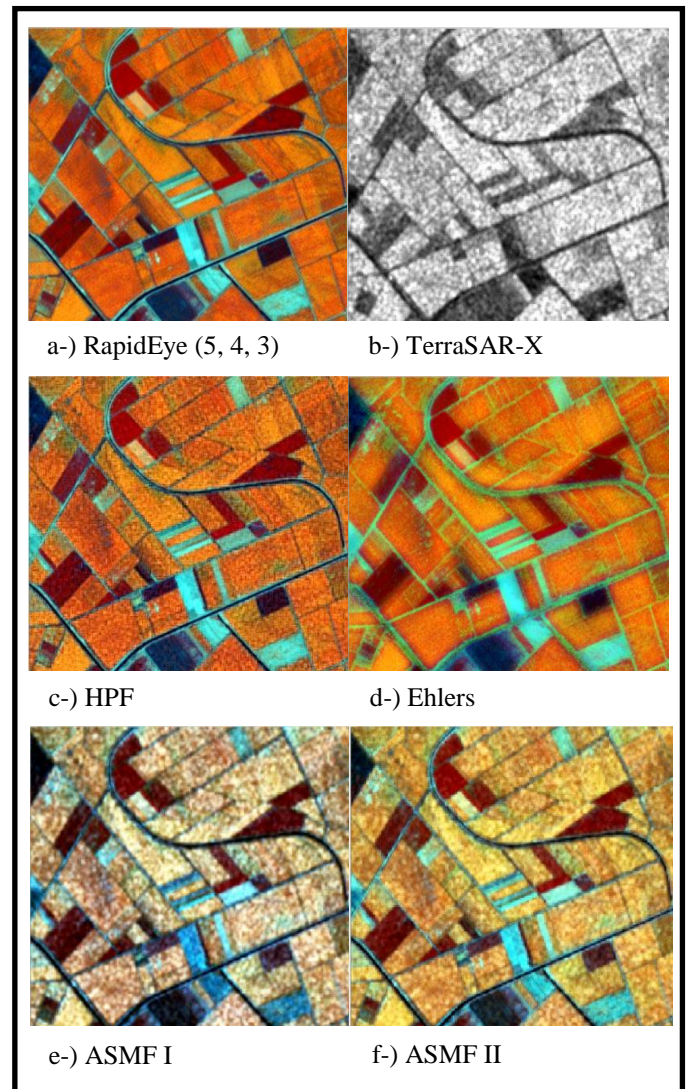 a-) RapidEye (5, 4, 3)
b-) TerraSAR-X
c-) HPF
d-) Ehlers
e-) ASMF I
f-) ASMF II